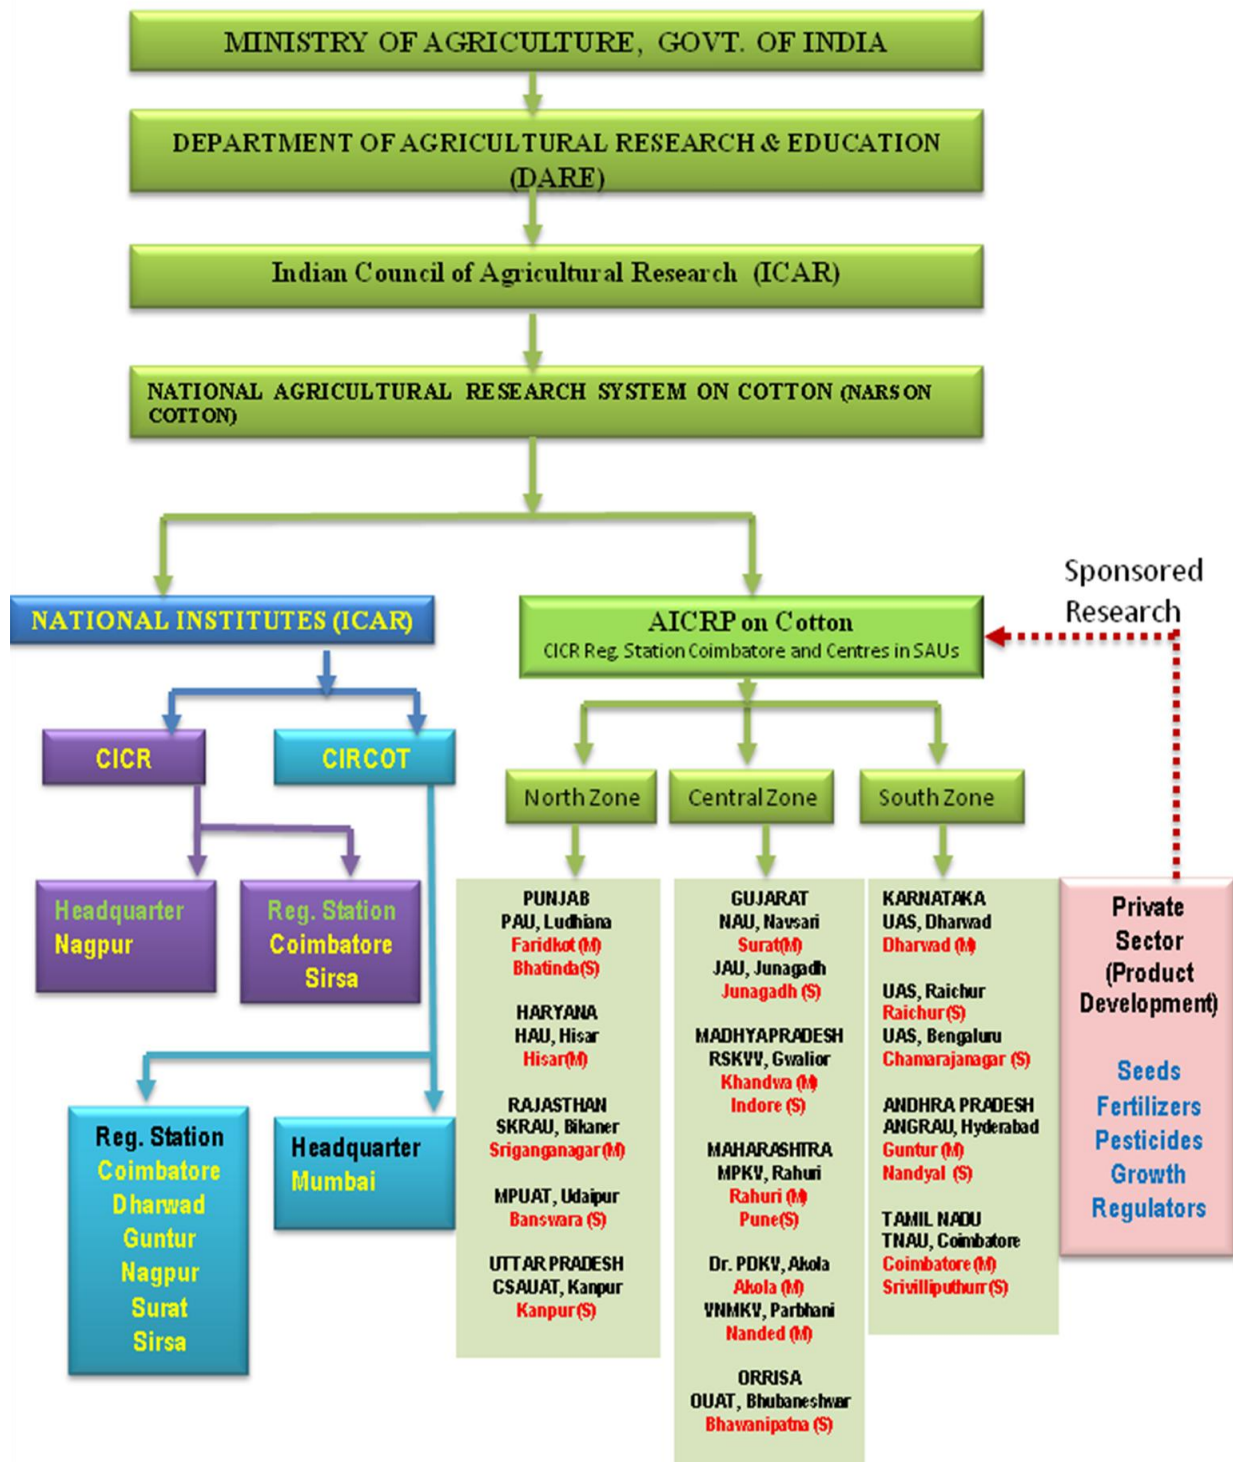 MINISTRY OF AGRICULTURE, GOVT. OF INDIA
DEPARTMENT OF AGRICULTURAL RESEARCH & EDUCATION
(DARE)
Indian Council of Agricultural Research (ICAR)
NATIONAL AGRICULTURAL RESEARCH SYSTEM ON COTTON (NARS ON
COTTON)
Sponsored
Research
NATIONAL INSTITUTES (ICAR)
AICRP on Cotton
CICR Reg. Station Coimbatore and Centres in SAUs
CICR
CIRCOT
North Zone
Central Zone
South Zone
Headquarter
Nagpur
Reg. Station
Coimbatore
Sirsa
Reg. Station
Coimbatore
Dharwad
Guntur
Nagpur
Surat
Sirsa
Headquarter
Mumbai
PUNJAB
PAU, Ludhiana
Faridkot (M)
Bhatinda(S)
HARYANA
HAU, Hisar
Hisar(M)
RAJASTHAN
SKRAU, Bikaner
Sriganganagar(M)
MPUAT, Udaipur
Banswara (S)
UTTAR PRADESH
CSAUAT, Kanpur
Kanpur(S)
GUJARAT
NAU, Navsari
Surat(M)
JAU, Junagadh
Junagadh (S)
MADHYAPRADESH
RSKVV, Gwalior
Khandwa (M)
Indore (S)
MAHARASHTRA
MPKV, Rahuri
Rahuri (M)
Pune(S)
Dr. PDKV, Akola
Akola (M)
VNMKV, Parbhani
Nanded (M)
ORRISA
OUAT, Bhubaneshwar
Bhawanipatna (S)
KARNATAKA
UAS, Dharwad
Dharwad (M)
UAS, Raichur
Raichur(S)
UAS, Bengaluru
Chamarajanagar (S)
ANDHRA PRADESH
ANGRAU, Hyderabad
Guntur (M)
Nandyal (S)
TAMIL NADU
TNAU, Coimbatore
Coimbatore (M)
Srivilliputhurr(S)
Private
Sector
(Product
Development)
Seeds
Fertilizers
Pesticides
Growth
Regulators